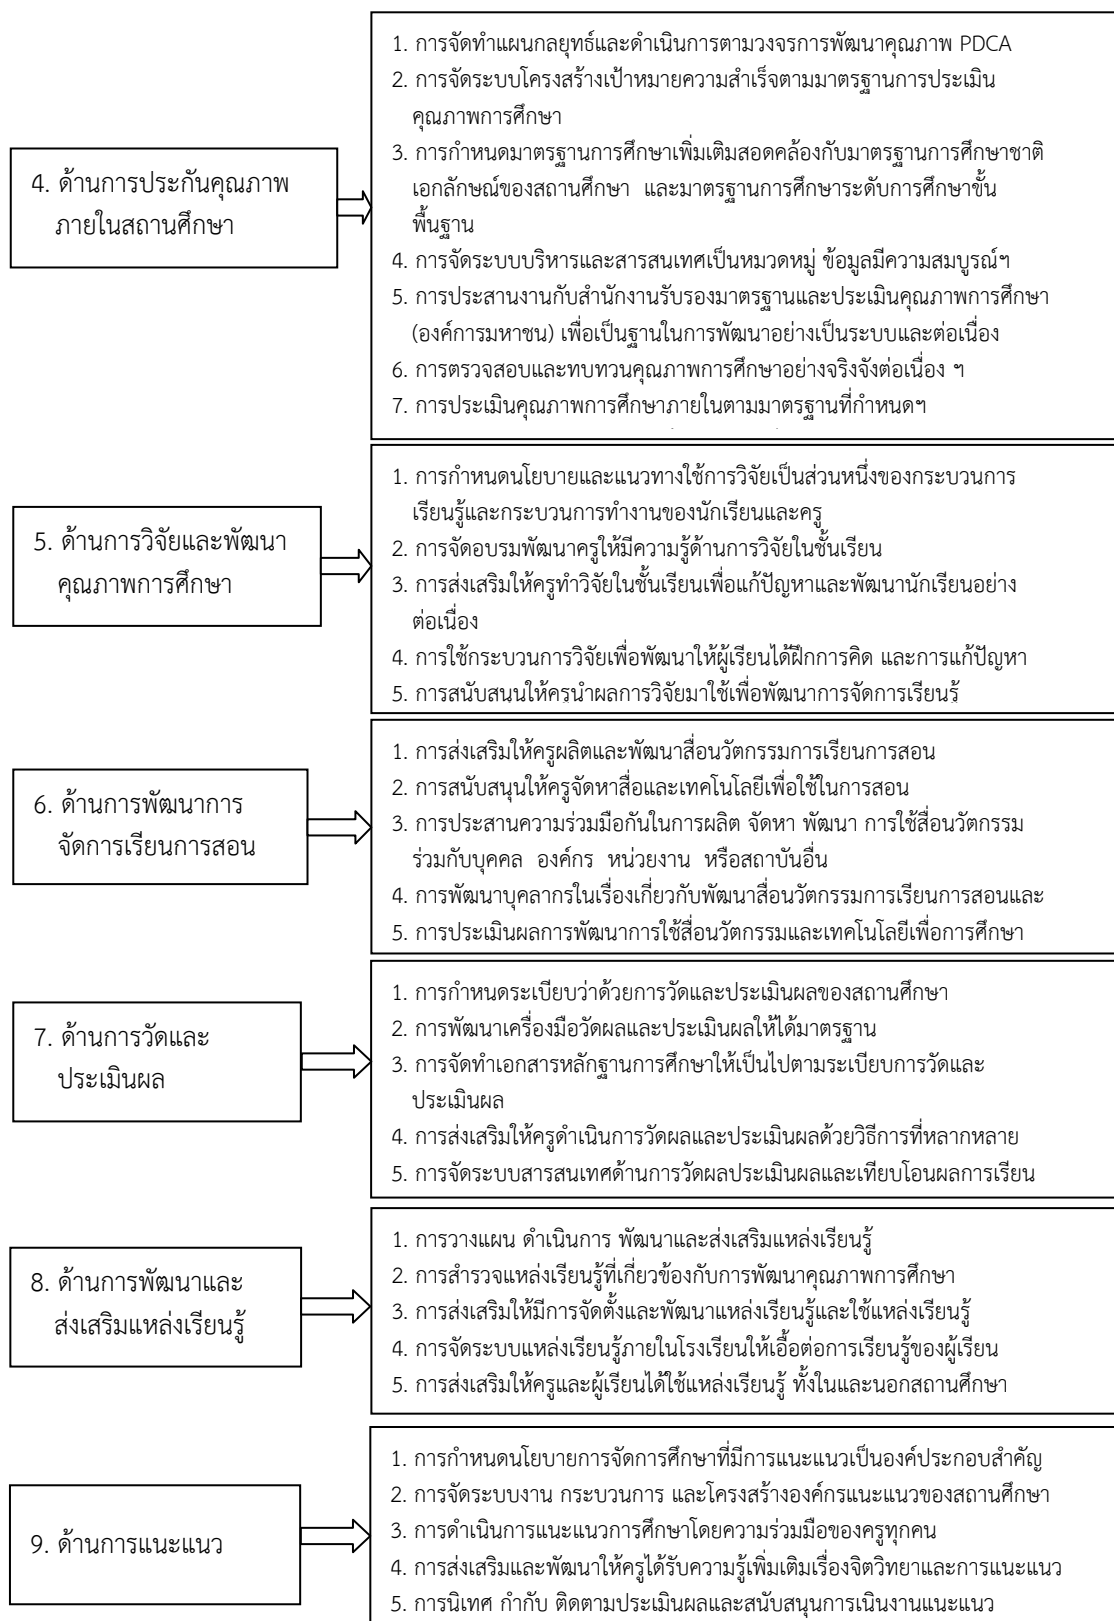 4. ด้านการประกันคุณภาพ
ภายในสถานศึกษา
1. การจัดทำแผนกลยุทธ์และดำเนินการตามวงจรการพัฒนาคุณภาพ PDCA
2. การจัดระบบโครงสร้างเป้าหมายความสำเร็จตามมาตรฐานการประเมิน
คุณภาพการศึกษา
3. การกำหนดมาตรฐานการศึกษาเพิ่มเติมสอดคล้องกับมาตรฐานการศึกษาชาติ
เอกลักษณ์ของสถานศึกษา และมาตรฐานการศึกษาระดับการศึกษาขั้น
พื้นฐาน
4. การจัดระบบบริหารและสารสนเทศเป็นหมวดหมู่ ข้อมูลมีความสมบูรณ์ฯ
5. การประสานงานกับสำนักงานรับรองมาตรฐานและประเมินคุณภาพการศึกษา
(องค์การมหาชน) เพื่อเป็นฐานในการพัฒนาอย่างเป็นระบบและต่อเนื่อง
6. การตรวจสอบและทบทวนคุณภาพการศึกษาอย่างจริงจังต่อเนื่อง ฯ
7. การประเมินคุณภาพการศึกษาภายในตามมาตรฐานที่กำหนดฯ
5. ด้านการวิจัยและพัฒนา
คุณภาพการศึกษา
1. การกำหนดนโยบายและแนวทางใช้การวิจัยเป็นส่วนหนึ่งของกระบวนการ
เรียนรู้และกระบวนการทำงานของนักเรียนและครู
2. การจัดอบรมพัฒนาครูให้มีความรู้ด้านการวิจัยในชั้นเรียน
3. การส่งเสริมให้ครูทำวิจัยในชั้นเรียนเพื่อแก้ปัญหาและพัฒนานักเรียนอย่าง
ต่อเนื่อง
4. การใช้กระบวนการวิจัยเพื่อพัฒนาให้ผู้เรียนได้ฝึกการคิด และการแก้ปัญหา
5. การสนับสนุนให้ครูนำผลการวิจัยมาใช้เพื่อพัฒนาการจัดการเรียนรู้
6. ด้านการพัฒนาการ
จัดการเรียนการสอน
1. การส่งเสริมให้ครูผลิตและพัฒนาสื่อนวัตกรรมการเรียนการสอน
2. การสนับสนุนให้ครูจัดหาสื่อและเทคโนโลยีเพื่อใช้ในการสอน
3. การประสานความร่วมมือกันในการผลิต จัดหา พัฒนา การใช้สื่อนวัตกรรม
ร่วมกับบุคคล องค์กร หน่วยงาน หรือสถาบันอื่น
4. การพัฒนาบุคลากรในเรื่องเกี่ยวกับพัฒนาสื่อนวัตกรรมการเรียนการสอนและ
5. การประเมินผลการพัฒนาการใช้สื่อนวัตกรรมและเทคโนโลยีเพื่อการศึกษา
7. ด้านการวัดและ
ประเมินผล
1. การกำหนดระเบียบว่าด้วยการวัดและประเมินผลของสถานศึกษา
2. การพัฒนาเครื่องมือวัดผลและประเมินผลให้ได้มาตรฐาน
3. การจัดทำเอกสารหลักฐานการศึกษาให้เป็นไปตามระเบียบการวัดและ
ประเมินผล
4. การส่งเสริมให้ครูดำเนินการวัดผลและประเมินผลด้วยวิธีการที่หลากหลาย
5. การจัดระบบสารสนเทศด้านการวัดผลประเมินผลและเทียบโอนผลการเรียน
8. ด้านการพัฒนาและ
ส่งเสริมแหล่งเรียนรู้
1. การวางแผน ดำเนินการ พัฒนาและส่งเสริมแหล่งเรียนรู้
2. การสำรวจแหล่งเรียนรู้ที่เกี่ยวข้องกับการพัฒนาคุณภาพการศึกษา
3. การส่งเสริมให้มีการจัดตั้งและพัฒนาแหล่งเรียนรู้และใช้แหล่งเรียนรู้
4. การจัดระบบแหล่งเรียนรู้ภายในโรงเรียนให้เอื้อต่อการเรียนรู้ของผู้เรียน
5. การส่งเสริมให้ครูและผู้เรียนได้ใช้แหล่งเรียนรู้ ทั้งในและนอกสถานศึกษา
9. ด้านการแนะแนว
1. การกำหนดนโยบายการจัดการศึกษาที่มีการแนะแนวเป็นองค์ประกอบสำคัญ
2. การจัดระบบงาน กระบวนการ และโครงสร้างองค์กรแนะแนวของสถานศึกษา
3. การดำเนินการแนะแนวการศึกษาโดยความร่วมมือของครูทุกคน
4. การส่งเสริมและพัฒนาให้ครูได้รับความรู้เพิ่มเติมเรื่องจิตวิทยาและการแนะแนว
5. การนิเทศ กำกับ ติดตามประเมินผลและสนับสนุนการเนินงานแนะแนว